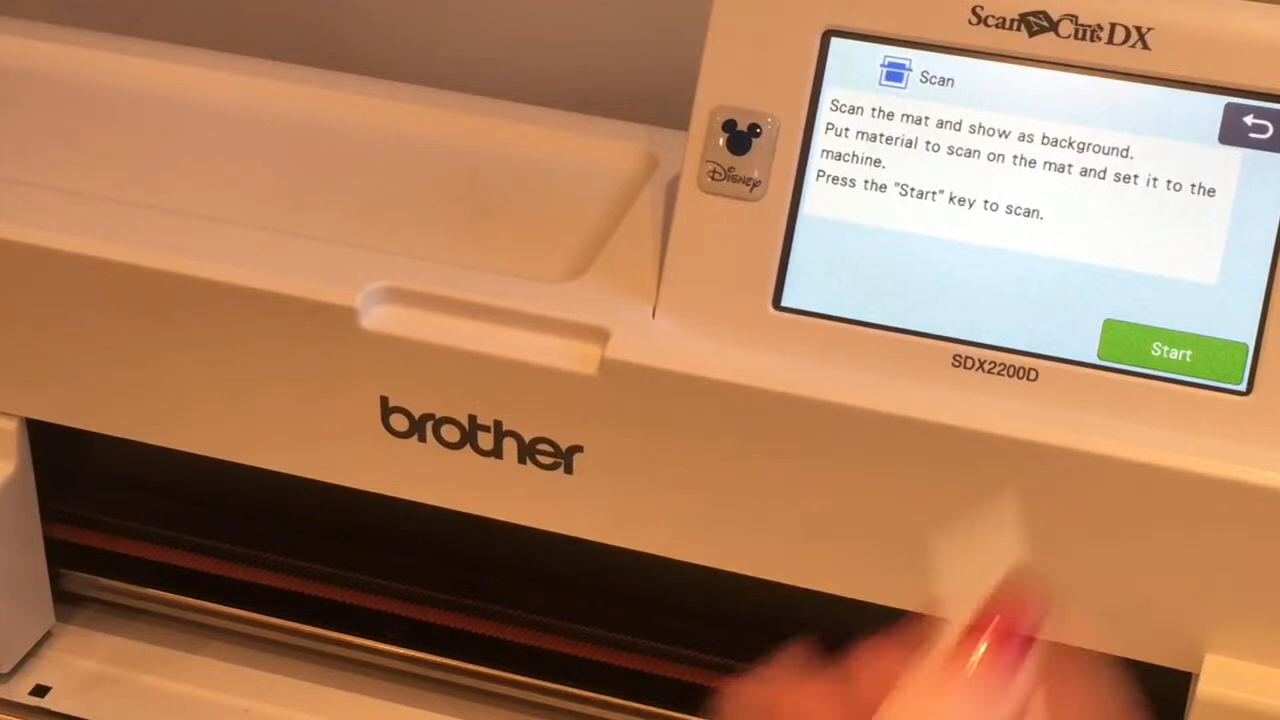 ScanNCut DX
Scan
Scan the mat and show as background.
Put material to scan on the mat and set it to the
machine.
Press the "Start" key to scan.
Start
Disney
SDX2200D
brother